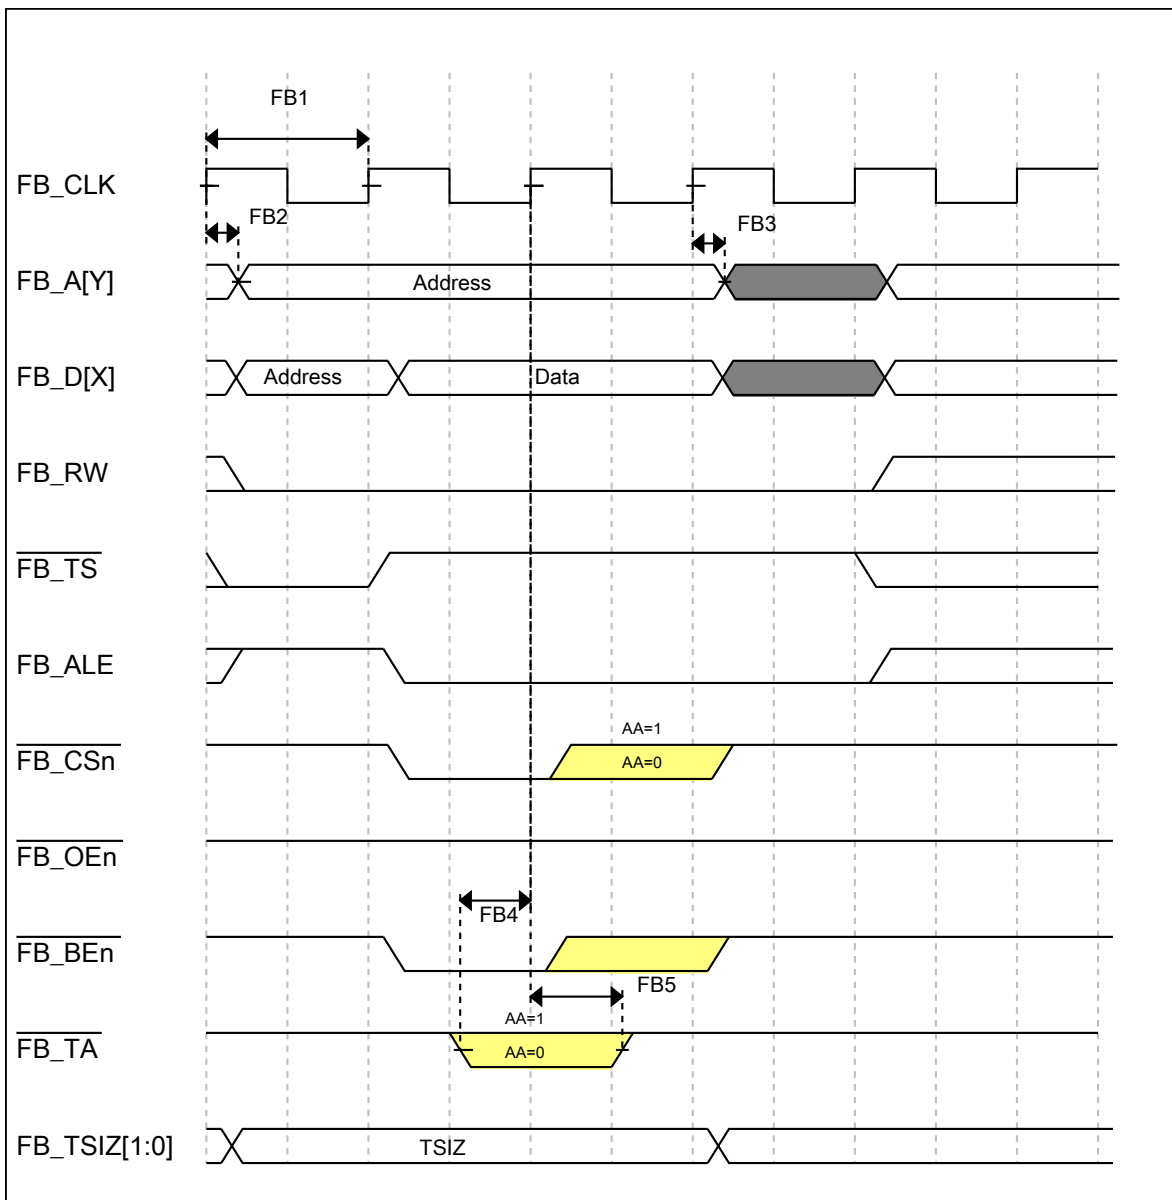 FB1
FB_CLK
FB2
FB3
FB_A[Y]
Address
FB_D[X]
Address
Data
FB_RW
FB_TS
FB_ALE
AA=1
FB_CSn
AA=0
FB_OEn
FB4
FB_BEn
FB5
AA=1
FB_TA
AA=0
FB_TSIZ[1:0]
TSIZ